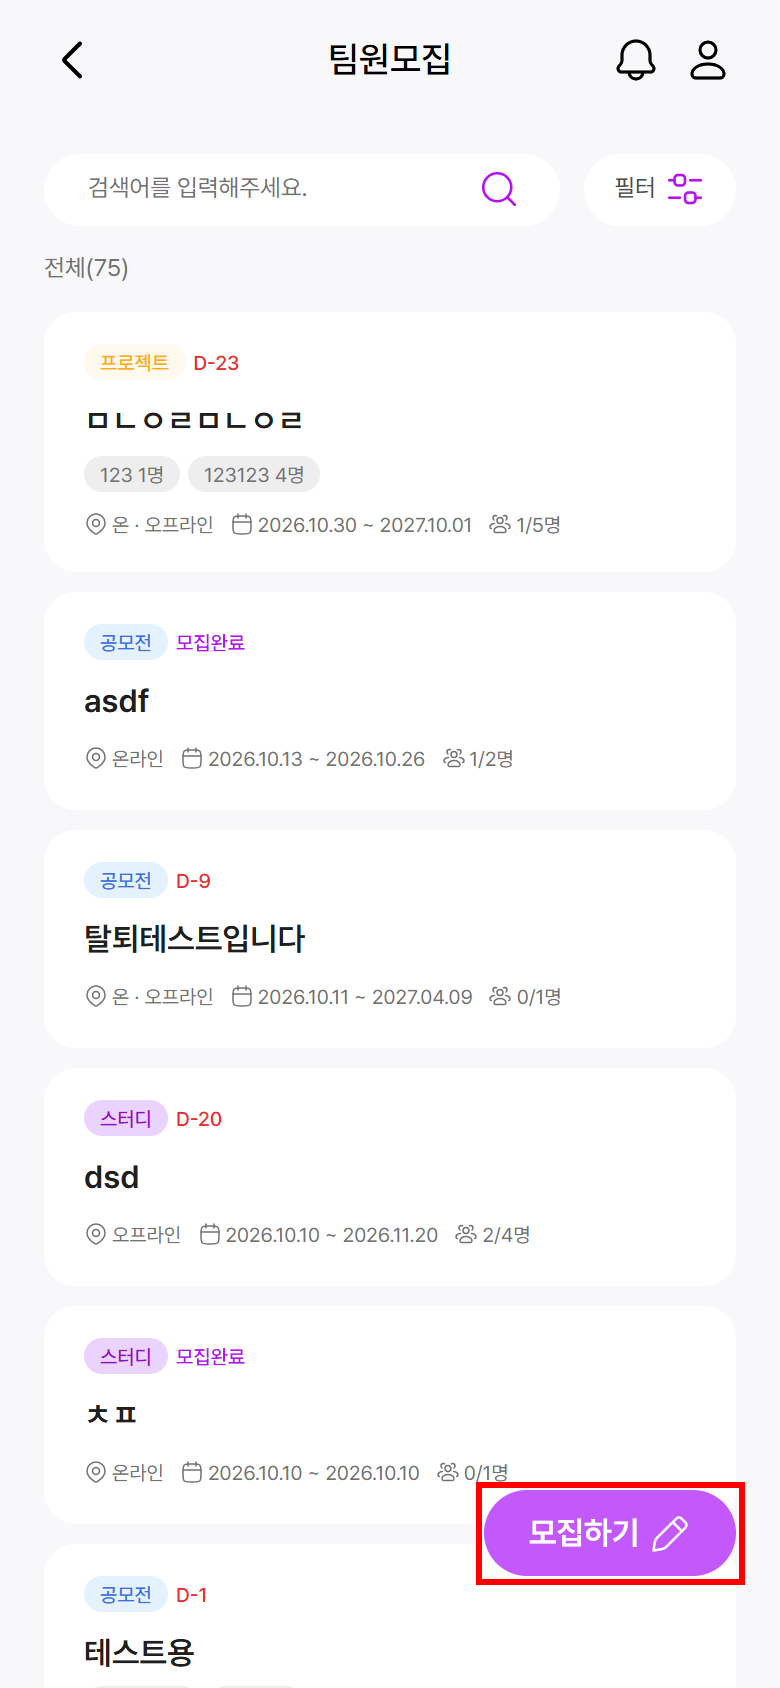 팀원모집
검색어를 입력해주세요.
필터
전체(75)
프로젝트 D-23
ㅁㄴㅇㄹㅁㄴㅇㄹ
123 1명 123123 4명
온 · 오프라인 2026.10.30 ~ 2027.10.01 1/5명
공모전 모집완료
asdf
온라인 2026.10.13 ~ 2026.10.26 1/2명
공모전 D-9
탈퇴테스트입니다
온 · 오프라인 2026.10.11 ~ 2027.04.09 0/1명
스터디 D-20
dsd
오프라인 2026.10.10 ~ 2026.11.20 2/4명
스터디 모집완료
ㅊㅍ
온라인 2026.10.10 ~ 2026.10.10 0/1명
모집하기
공모전 D-1
테스트용